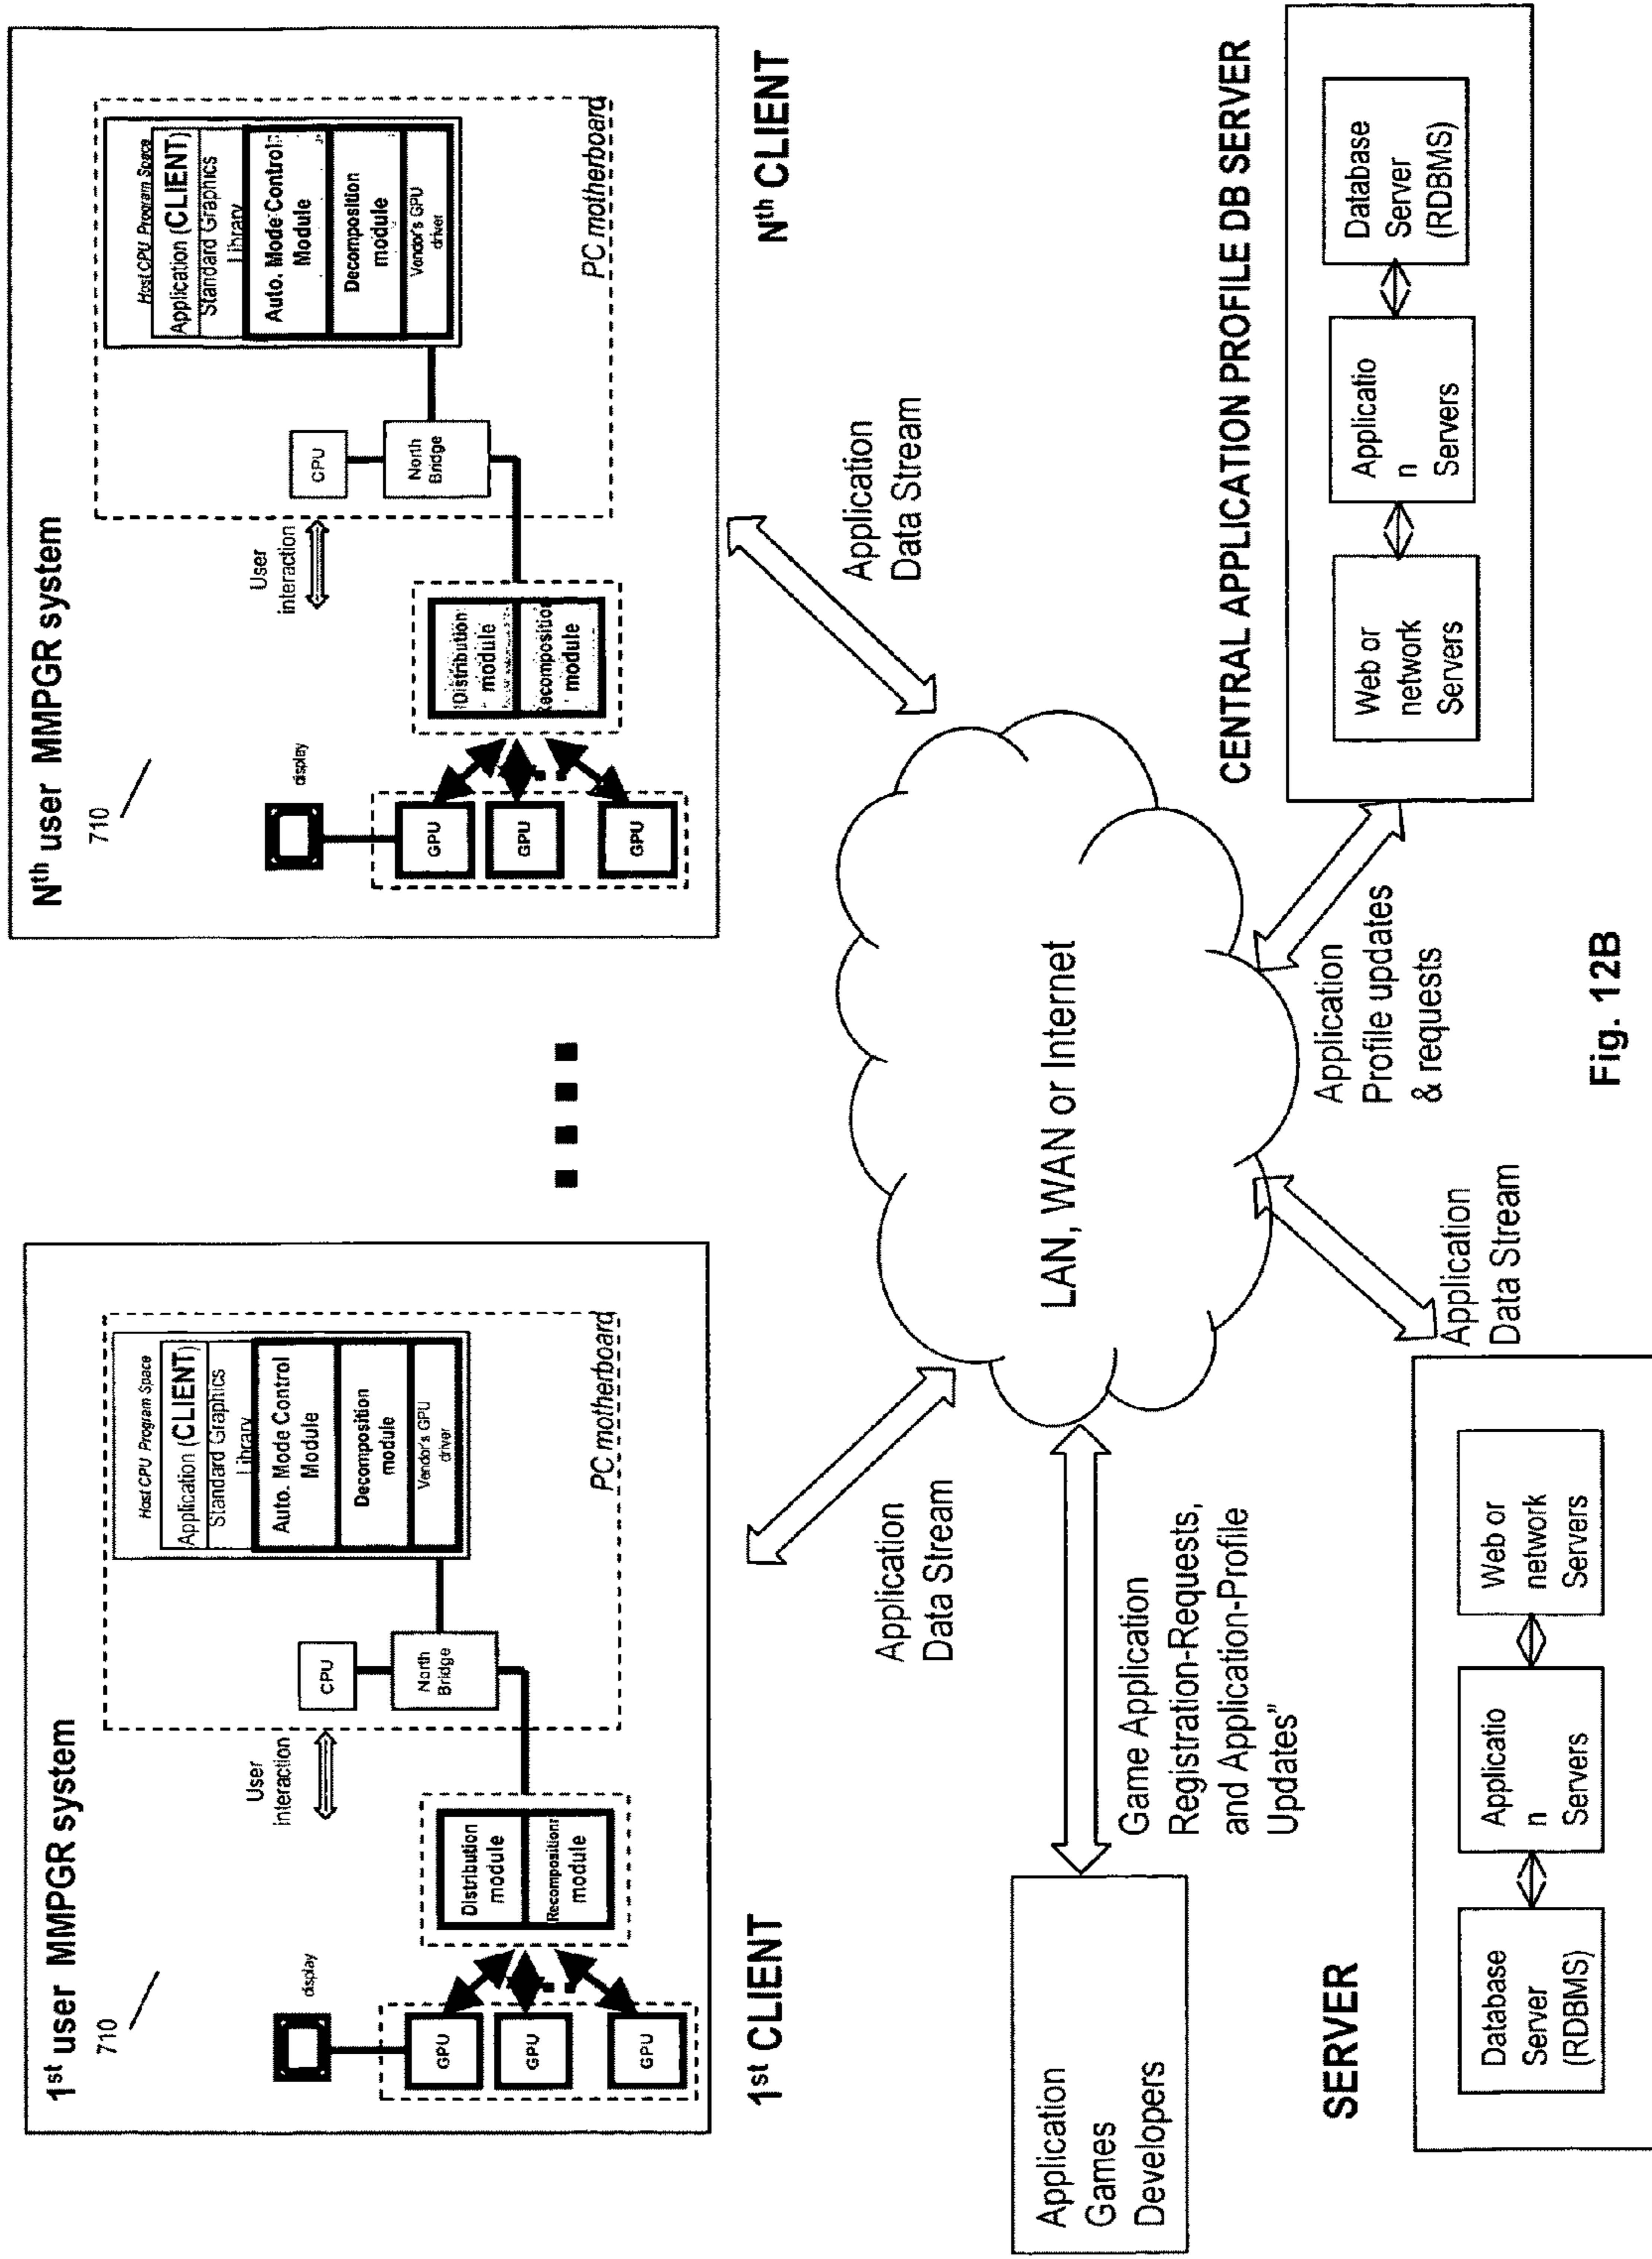 1st user MMPGR system
710
display
GPU
GPU
GPU
Distribution
module
Recomposition
module
User
interaction
CPU
North
Bridge
Host CPU Program Space
Application (CLIENT)
Standard Graphics
Library
Auto. Mode Control
Module
Decomposition
module
Vendor's GPU
driver
PC motherboard
1st CLIENT
Nth user MMPGR system
710
display
GPU
GPU
GPU
Distribution
module
Recomposition
module
User
interaction
CPU
North
Bridge
Host CPU Program Space
Application (CLIENT)
Standard Graphics
Library
Auto. Mode Control
Module
Decomposition
module
Vendor's GPU
driver
PC motherboard
Nth CLIENT
Application
Data Stream
Application
Data Stream
LAN, WAN or Internet
Application
Games
Developers
Game Application
Registration-Requests,
and Application-Profile
Updates”
CENTRAL APPLICATION PROFILE DB SERVER
Web or
network
Servers
Applicatio
n
Servers
Database
Server
(RDBMS)
Application
Profile updates
& requests
SERVER
Database
Server
(RDBMS)
Applicatio
n
Servers
Web or
network
Servers
Application
Data Stream
Fig. 12B